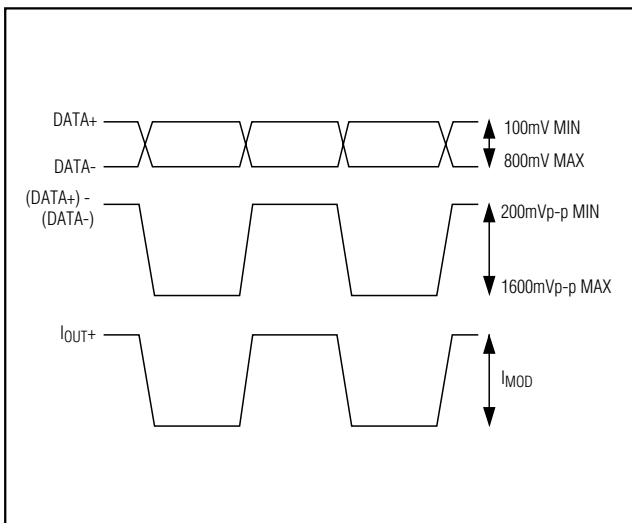 DATA+
100mV MIN
DATA-
800mV MAX
(DATA+) -
(DATA-)
200mVp-p MIN
1600mVp-p MAX
IOUT+
IMOD